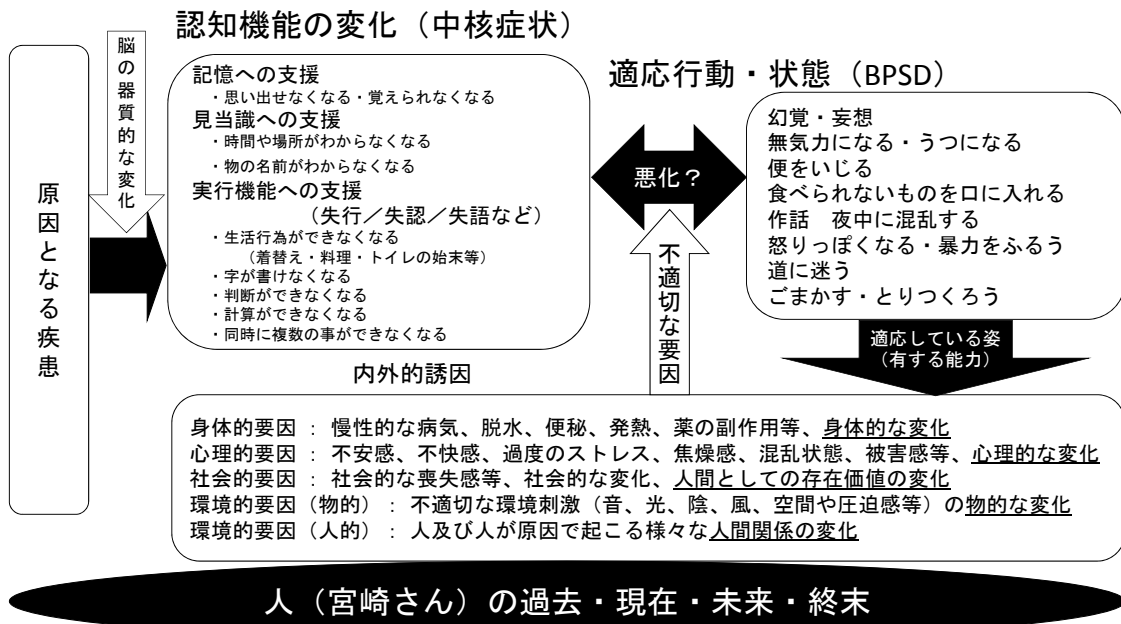 認知機能の変化（中核症状）
脳の器質的な変化
原因となる疾患
記憶への支援
・思い出せなくなる・覚えられなくなる
見当識への支援
・時間や場所がわからなくなる
・物の名前がわからなくなる
実行機能への支援
（失行／失認／失語など）
・生活行為ができなくなる
（着替え・料理・トイレの始末等）
・字が書けなくなる
・判断ができなくなる
・計算ができなくなる
・同時に複数の事ができなくなる
適応行動・状態（BPSD）
悪化？
幻覚・妄想
無気力になる・うつになる
便をいじる
食べられないものを口に入れる
作話　夜中に混乱する
怒りっぽくなる・暴力をふるう
道に迷う
ごまかす・とりつくろう
不適切な要因
適応している姿
（有する能力）
内外的誘因
身体的要因 ： 慢性的な病気、脱水、便秘、発熱、薬の副作用等、身体的な変化
心理的要因 ： 不安感、不快感、過度のストレス、焦燥感、混乱状態、被害感等、心理的な変化
社会的要因 ： 社会的な喪失感等、社会的な変化、人間としての存在価値の変化
環境的要因（物的） ： 不適切な環境刺激（音、光、陰、風、空間や圧迫感等）の物的な変化
環境的要因（人的） ： 人及び人が原因で起こる様々な人間関係の変化
人（宮崎さん）の過去・現在・未来・終末